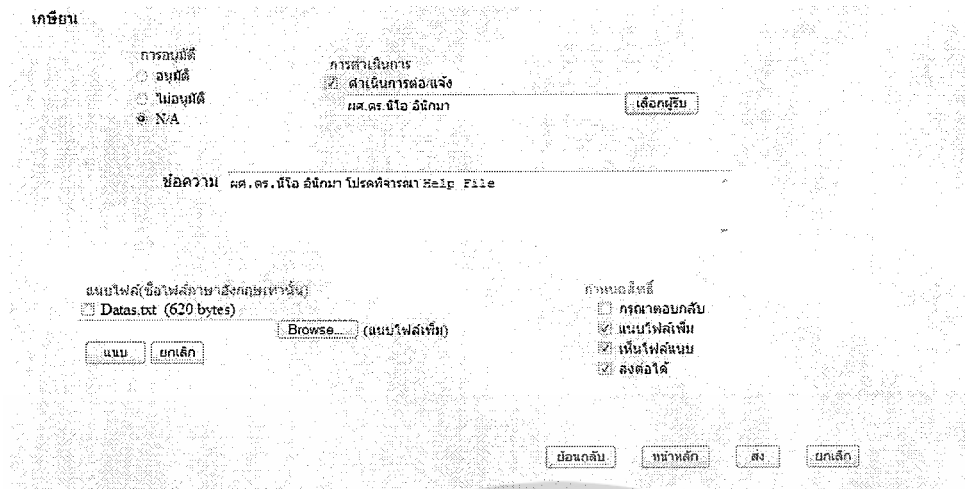 เกษียน
การอนุมัติ
อนุมัติ
ไม่อนุมัติ
N/A
การดำเนินการ
ดำเนินการต่อ/แจ้ง
ผศ.ดร.นีโอ อินิกมา
เลือกผู้รับ
ข้อความ
ผศ.ดร.นีโอ อินิกมา โปรดพิจารณา Help File
แนบไฟล์(ชื่อไฟล์ภาษาอังกฤษเท่านั้น)
Datas.txt (620 bytes)
Browse... (แนบไฟล์เพิ่ม)
แนบ ยกเลิก
กำหนดสิทธิ์
กรุณาตอบกลับ
แนบไฟล์เพิ่ม
เห็นไฟล์แนบ
ส่งต่อได้
ย้อนกลับ หน้าหลัก ส่ง ยกเลิก